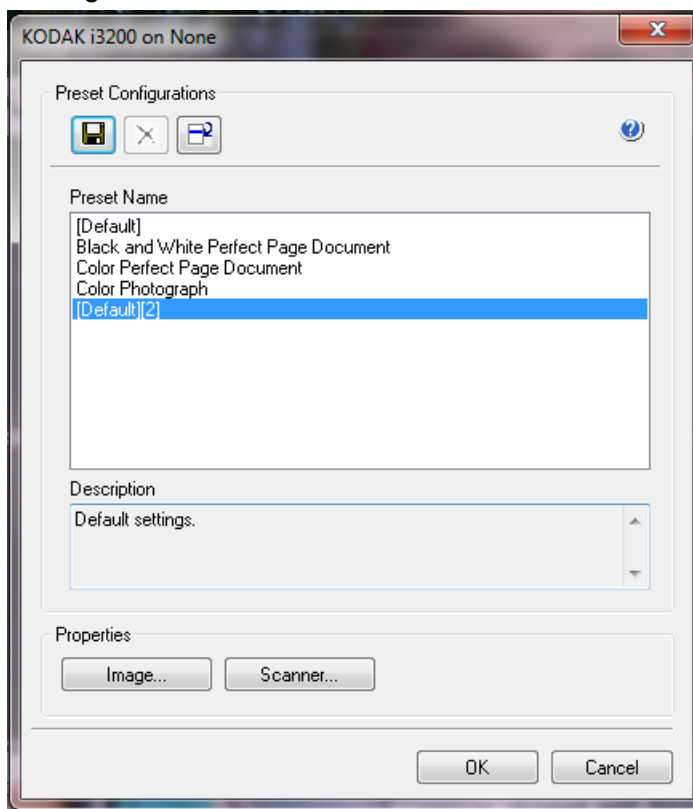 KODAK i3200 on None
Preset Configurations
Preset Name
[Default]
Black and White Perfect Page Document
Color Perfect Page Document
Color Photograph
[Default][2]
Description
Default settings.
Properties
Image... Scanner...
OK Cancel